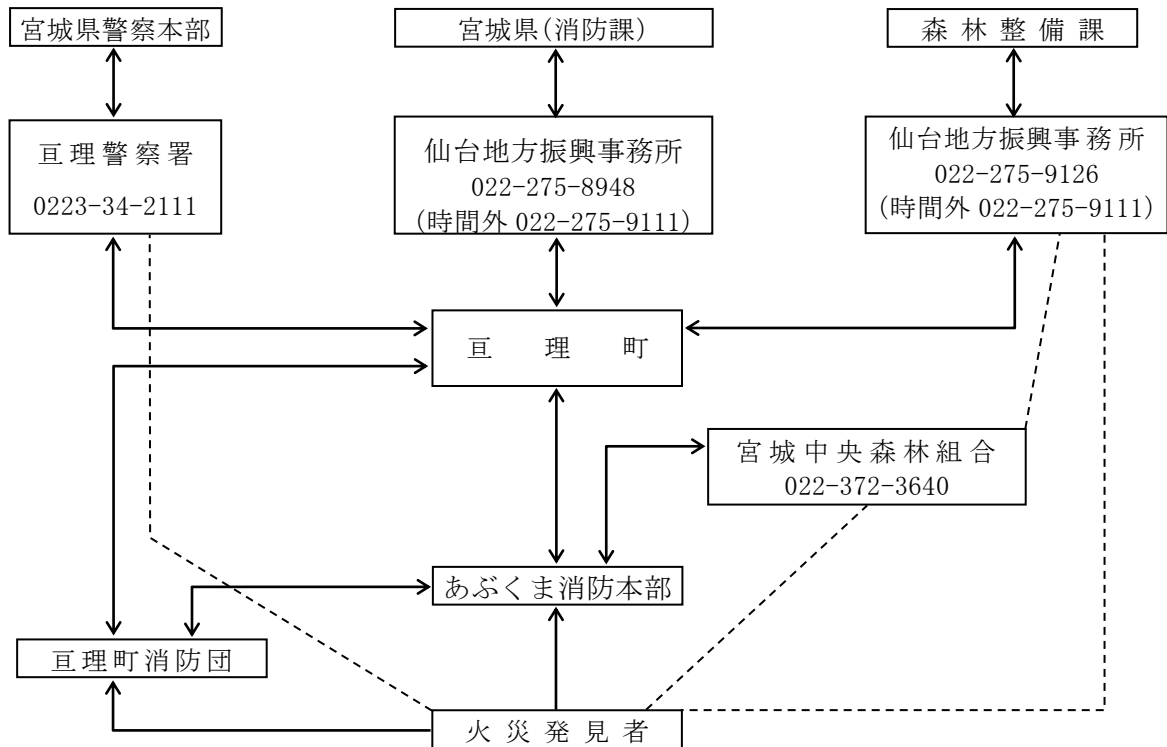 宮城県警察本部
宮城県(消防課)
森林整備課
亘理警察署
0223-34-2111
仙台地方振興事務所
022-275-8948
(時間外 022-275-9111)
仙台地方振興事務所
022-275-9126
(時間外 022-275-9111)
亘理町
宮城中央森林組合
022-372-3640
あぶくま消防本部
亘理町消防団
火災発見者